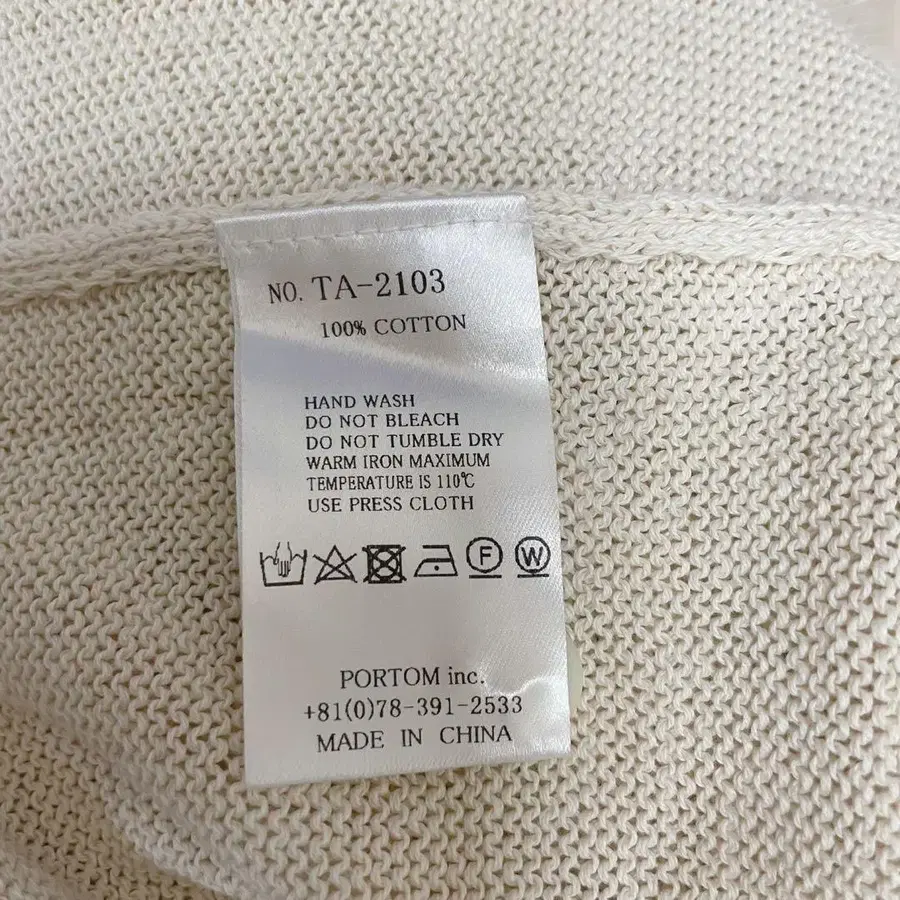 NO. TA-2103
100% COTTON
HAND WASH
DO NOT BLEACH
DO NOT TUMBLE DRY
WARM IRON MAXIMUM
TEMPERATURE IS 110℃
USE PRESS CLOTH
F W
PORTOM inc.
+81(0)78-391-2533
MADE IN CHINA